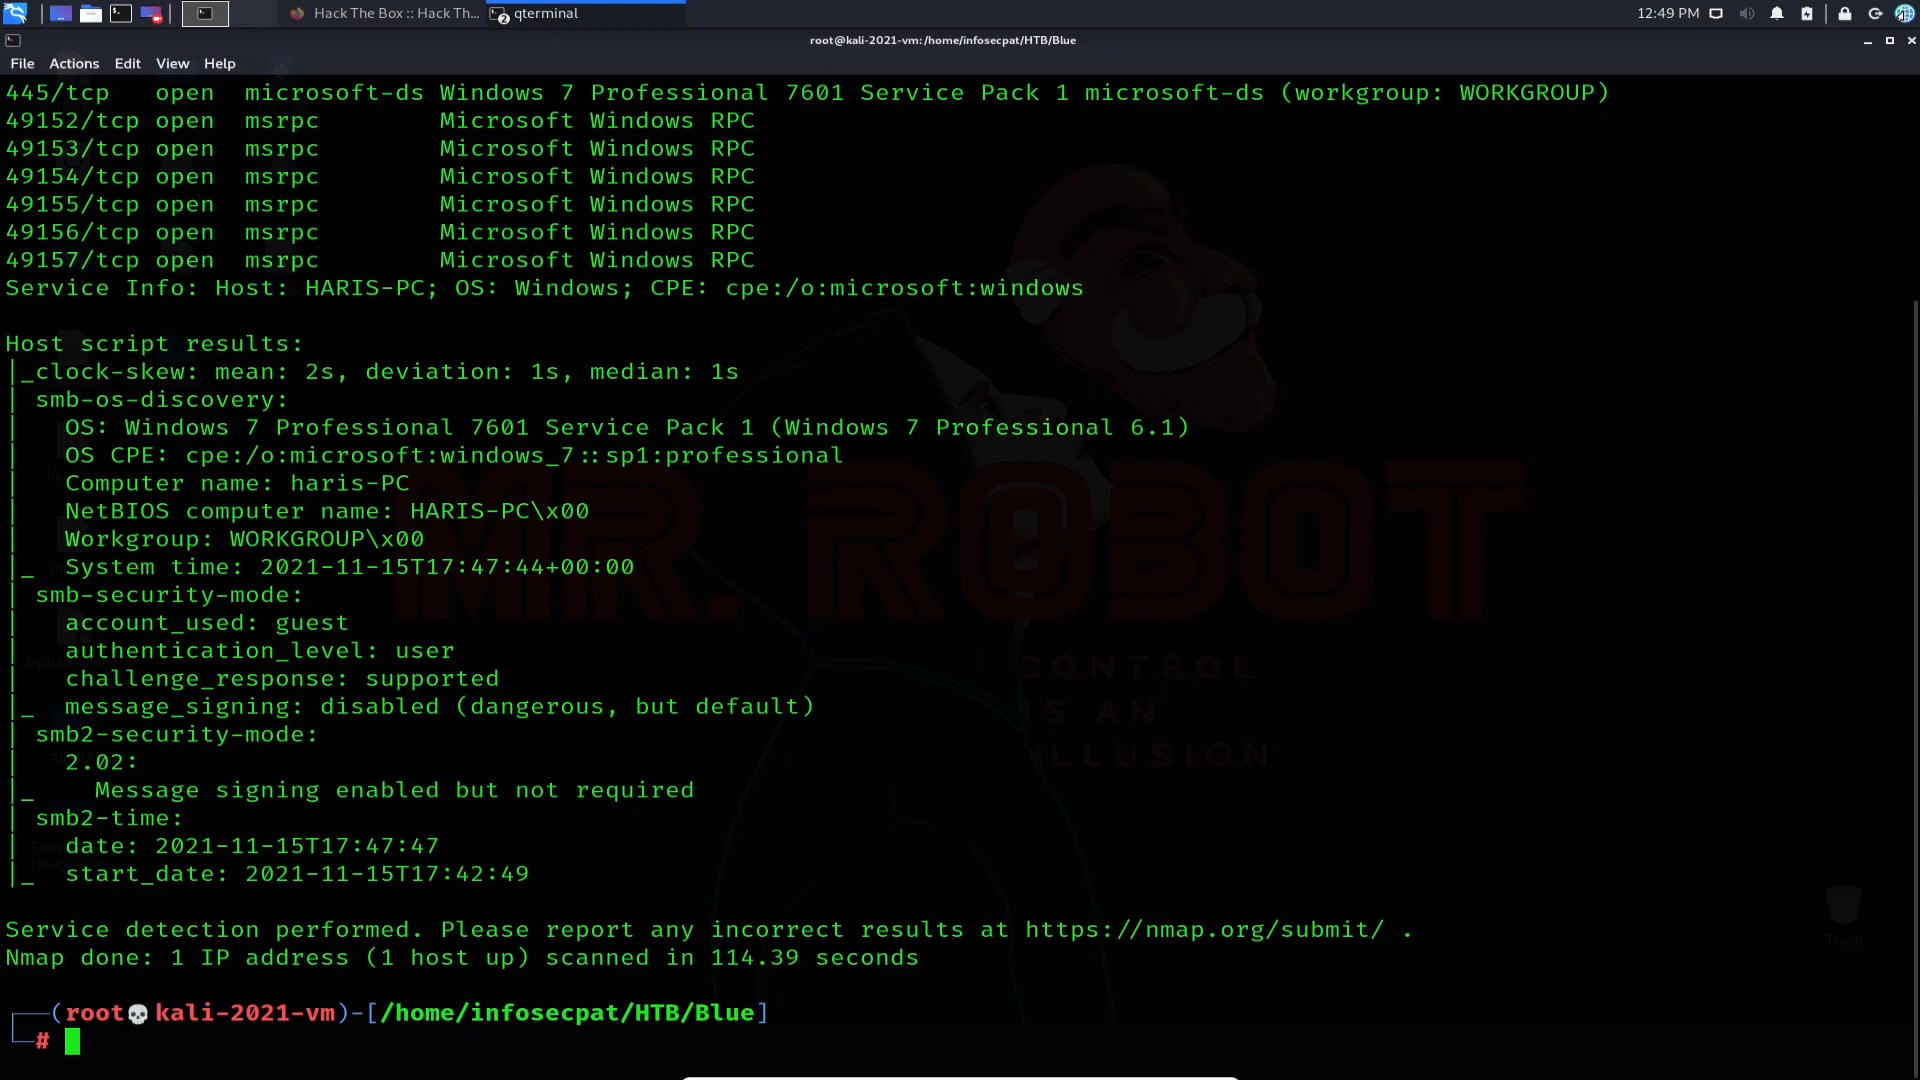 Hack The Box :: Hack Th...
2 qterminal
12:49 PM
root@kali-2021-vm:/home/infosecpat/HTB/Blue
File Actions Edit View Help
445/tcp open microsoft-ds Windows 7 Professional 7601 Service Pack 1 microsoft-ds (workgroup: WORKGROUP)
49152/tcp open msrpc Microsoft Windows RPC
49153/tcp open msrpc Microsoft Windows RPC
49154/tcp open msrpc Microsoft Windows RPC
49155/tcp open msrpc Microsoft Windows RPC
49156/tcp open msrpc Microsoft Windows RPC
49157/tcp open msrpc Microsoft Windows RPC
Service Info: Host: HARIS-PC; OS: Windows; CPE: cpe:/o:microsoft:windows
Host script results:
|_clock-skew: mean: 2s, deviation: 1s, median: 1s
| smb-os-discovery:
|   OS: Windows 7 Professional 7601 Service Pack 1 (Windows 7 Professional 6.1)
|   OS CPE: cpe:/o:microsoft:windows_7::sp1:professional
|   Computer name: haris-PC
|   NetBIOS computer name: HARIS-PC\x00
|   Workgroup: WORKGROUP\x00
|_  System time: 2021-11-15T17:47:44+00:00
| smb-security-mode:
|   account_used: guest
|   authentication_level: user
|   challenge_response: supported
|_  message_signing: disabled (dangerous, but default)
| smb2-security-mode:
|   2.02:
|_    Message signing enabled but not required
| smb2-time:
|   date: 2021-11-15T17:47:47
|_  start_date: 2021-11-15T17:42:49
Service detection performed. Please report any incorrect results at https://nmap.org/submit/ .
Nmap done: 1 IP address (1 host up) scanned in 114.39 seconds
┌──(root💀kali-2021-vm)-[/home/infosecpat/HTB/Blue]
└─#
MR. ROBOT
CONTROL
IS AN
ILLUSION
Trash